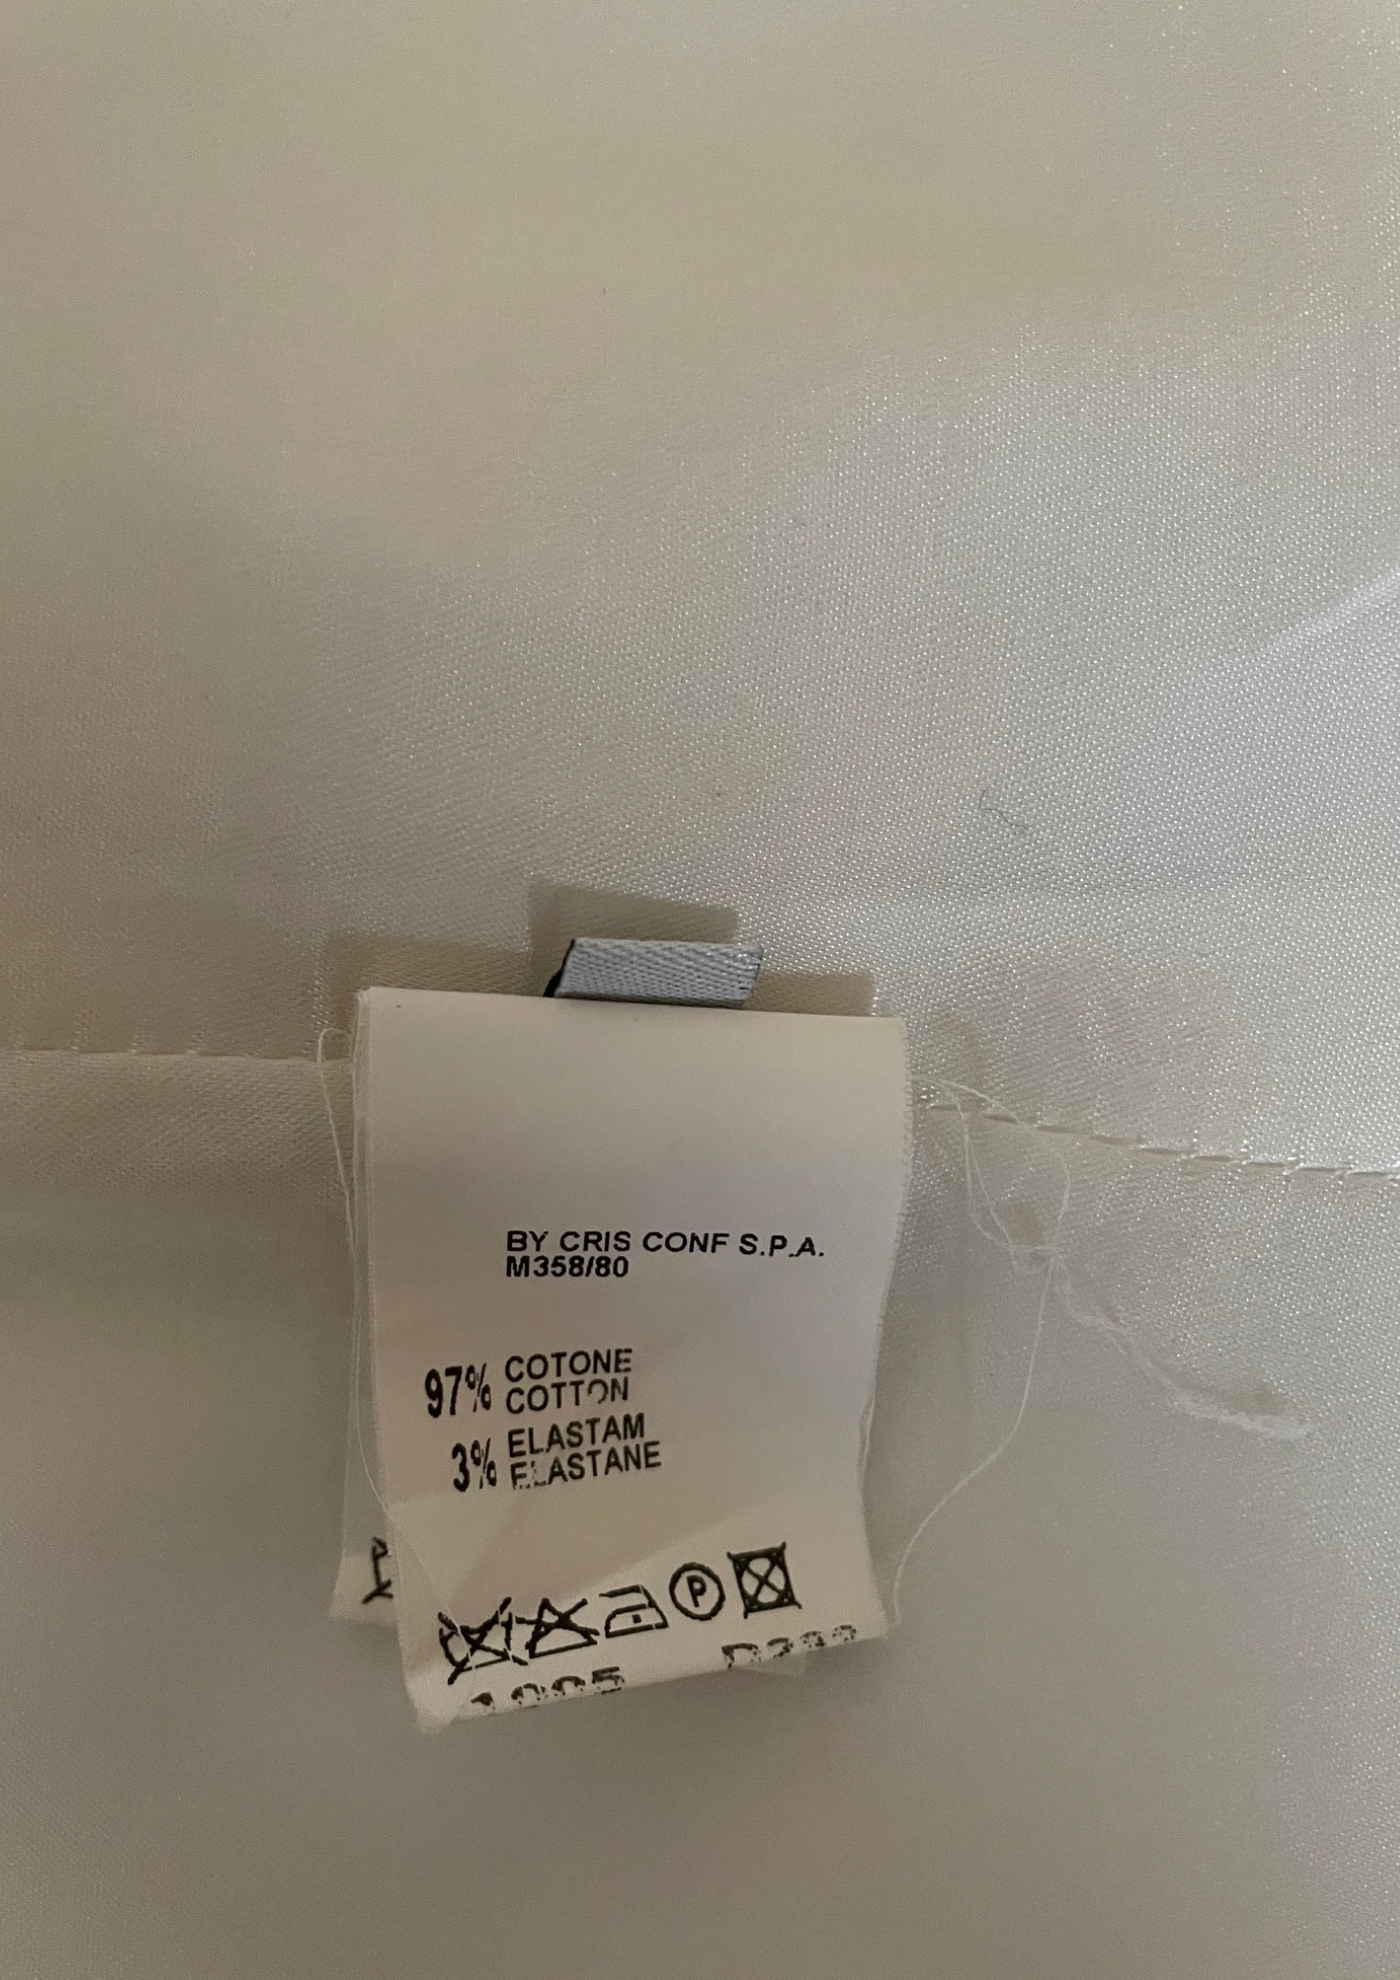 BY CRIS CONF S.P.A.
M358/80
97% COTONE
COTTON
3% ELASTAM
ELASTANE
P